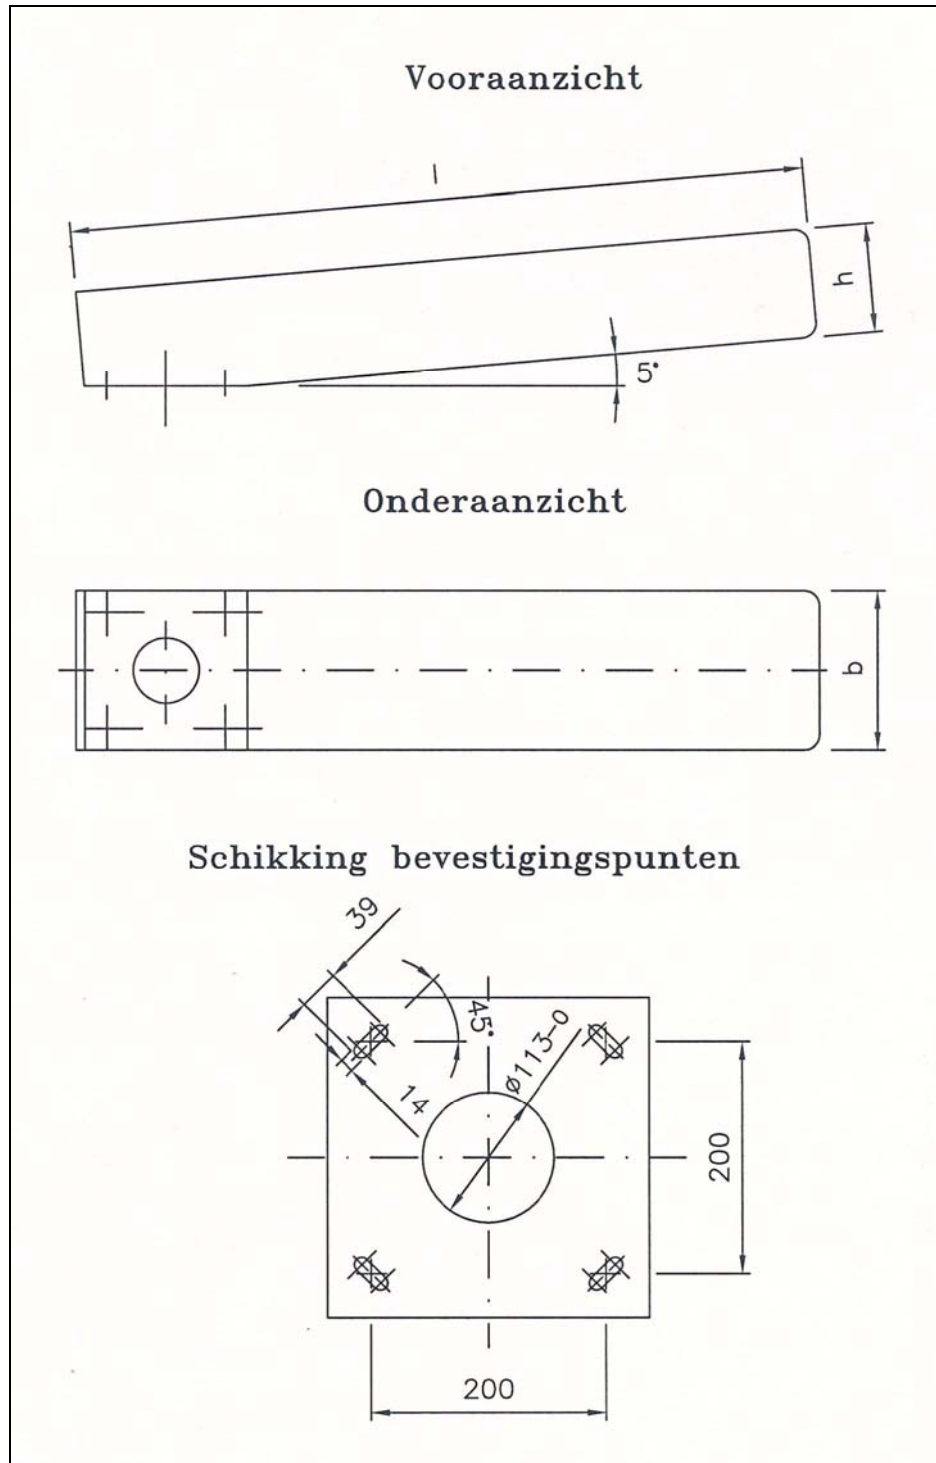 Vooraanzicht
l
h
5°
Onderaanzicht
b
Schikking bevestigingspunten
39
45°
ø113-0
14
200
200